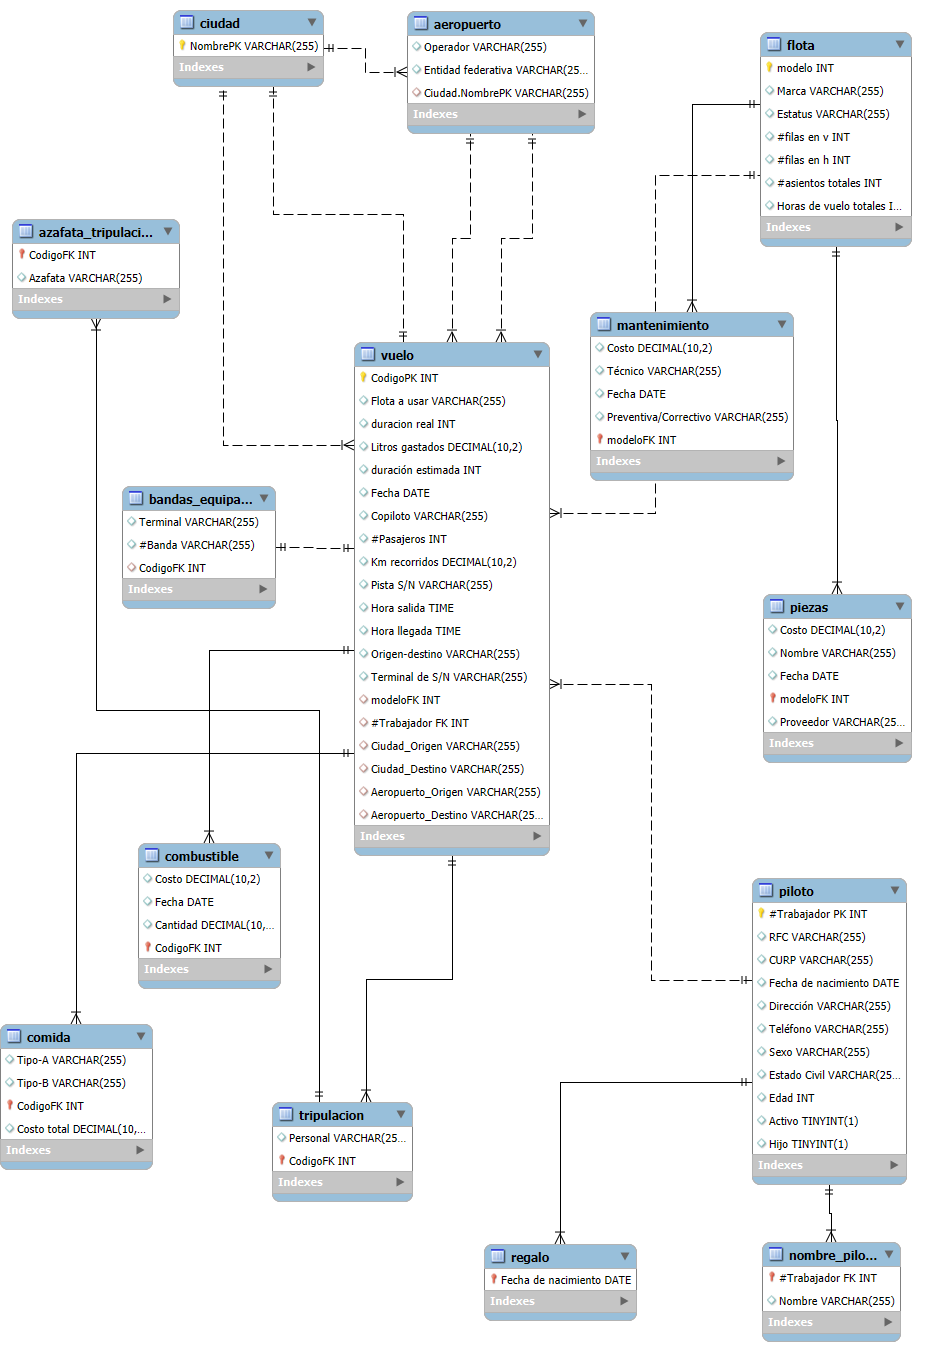 ciudad
NombrePK VARCHAR(255)
Indexes
aeropuerto
Operador VARCHAR(255)
Entidad federativa VARCHAR(25...
Ciudad.NombrePK VARCHAR(255)
Indexes
flota
modelo INT
Marca VARCHAR(255)
Estatus VARCHAR(255)
#filas en v INT
#filas en h INT
#asientos totales INT
Horas de vuelo totales I...
Indexes
azafata_tripulaci...
CodigoFK INT
Azafata VARCHAR(255)
Indexes
mantenimiento
Costo DECIMAL(10,2)
Técnico VARCHAR(255)
Fecha DATE
Preventiva/Correctivo VARCHAR(255)
modeloFK INT
Indexes
vuelo
CodigoPK INT
Flota a usar VARCHAR(255)
duracion real INT
Litros gastados DECIMAL(10,2)
duración estimada INT
Fecha DATE
Copiloto VARCHAR(255)
#Pasajeros INT
Km recorridos DECIMAL(10,2)
Pista S/N VARCHAR(255)
Hora salida TIME
Hora llegada TIME
Origen-destino VARCHAR(255)
Terminal de S/N VARCHAR(255)
modeloFK INT
#Trabajador FK INT
Ciudad_Origen VARCHAR(255)
Ciudad_Destino VARCHAR(255)
Aeropuerto_Origen VARCHAR(255)
Aeropuerto_Destino VARCHAR(25...
Indexes
bandas_equipa...
Terminal VARCHAR(255)
#Banda VARCHAR(255)
CodigoFK INT
Indexes
piezas
Costo DECIMAL(10,2)
Nombre VARCHAR(255)
Fecha DATE
modeloFK INT
Proveedor VARCHAR(25...
Indexes
combustible
Costo DECIMAL(10,2)
Fecha DATE
Cantidad DECIMAL(10,...
CodigoFK INT
Indexes
piloto
#Trabajador PK INT
RFC VARCHAR(255)
CURP VARCHAR(255)
Fecha de nacimiento DATE
Dirección VARCHAR(255)
Teléfono VARCHAR(255)
Sexo VARCHAR(255)
Estado Civil VARCHAR(25...
Edad INT
Activo TINYINT(1)
Hijo TINYINT(1)
Indexes
comida
Tipo-A VARCHAR(255)
Tipo-B VARCHAR(255)
CodigoFK INT
Costo total DECIMAL(10,...
Indexes
tripulacion
Personal VARCHAR(25...
CodigoFK INT
Indexes
regalo
Fecha de nacimiento DATE
Indexes
nombre_pilo...
#Trabajador FK INT
Nombre VARCHAR(255)
Indexes